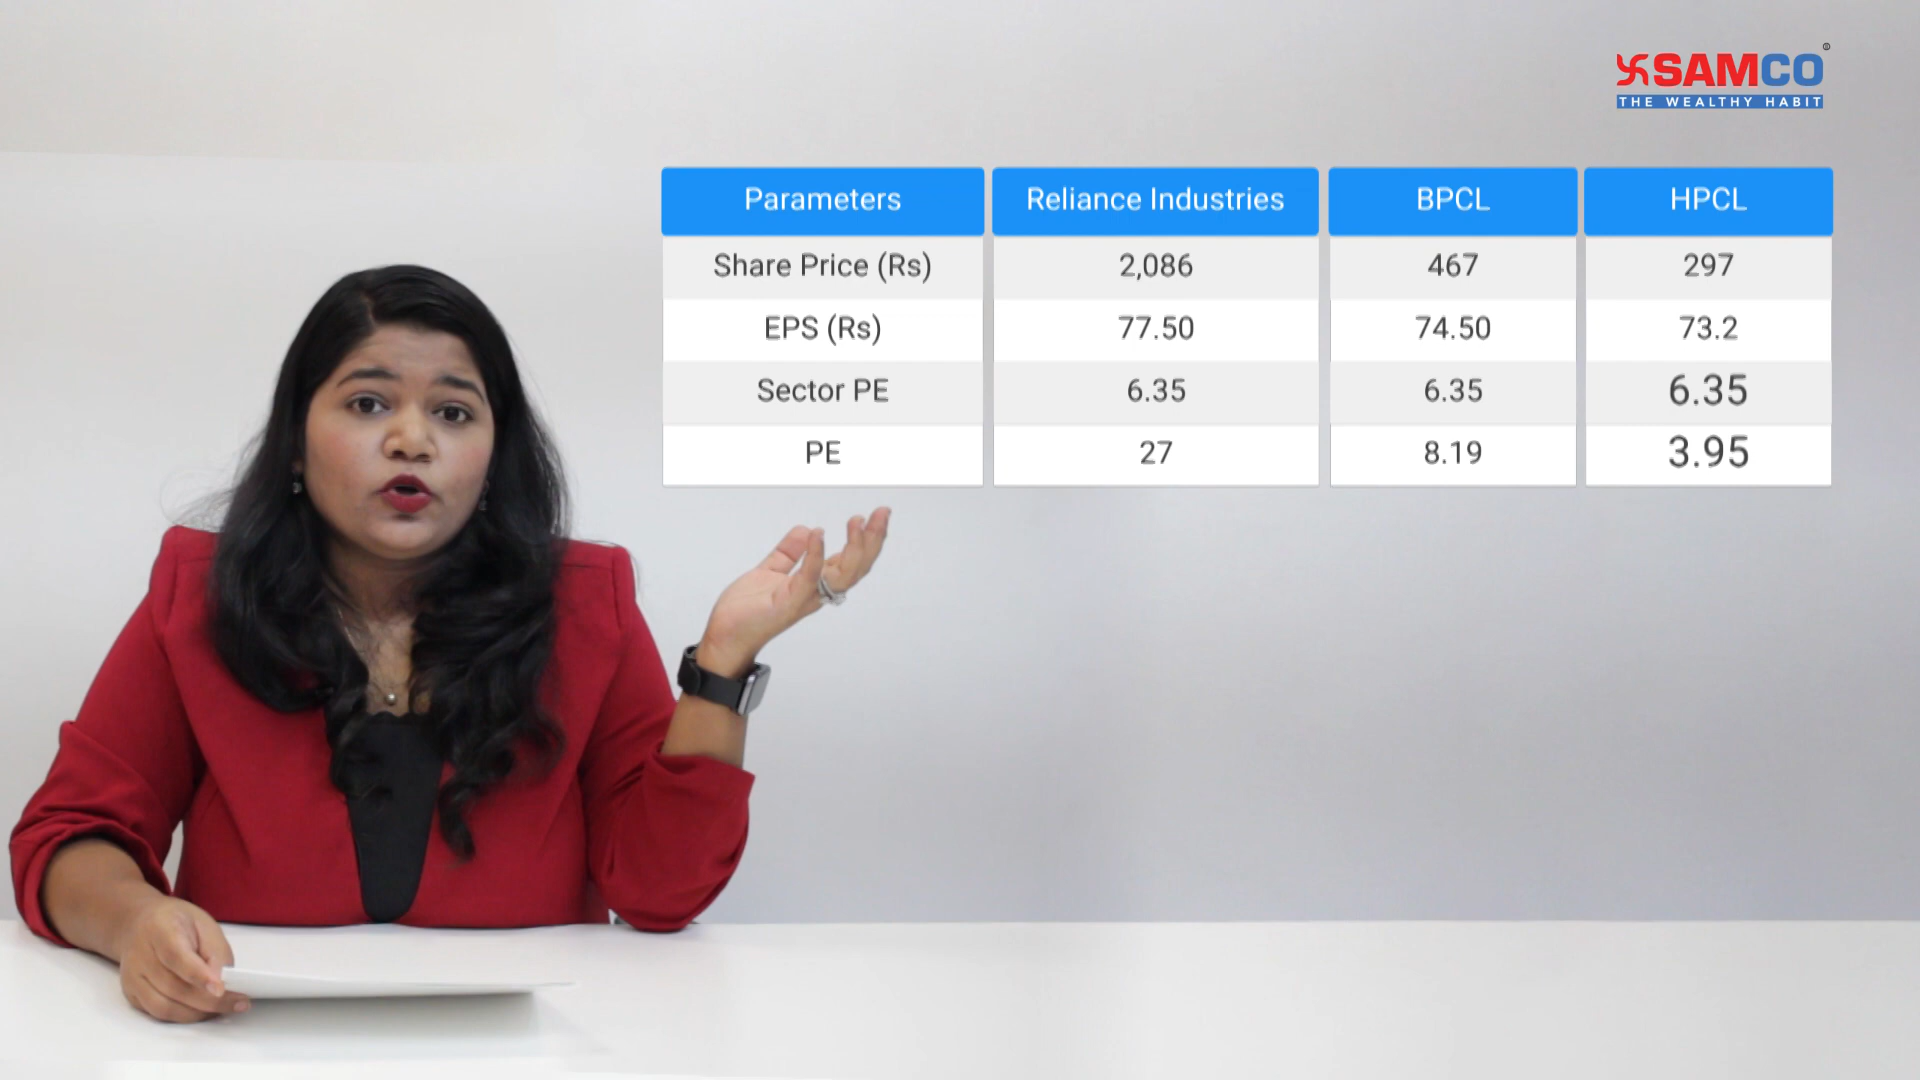 SAMCO®
THE WEALTHY HABIT
Parameters Reliance Industries BPCL HPCL
Share Price (Rs) 2,086 467 297
EPS (Rs) 77.50 74.50 73.2
Sector PE 6.35 6.35 6.35
PE 27 8.19 3.95